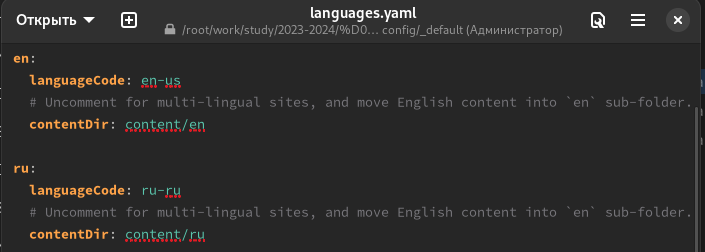 Открыть
languages.yaml
/root/work/study/2023-2024/%D0... config/_default (Администратор)
en:
languageCode: en-us
# Uncomment for multi-lingual sites, and move English content into `en` sub-folder.
contentDir: content/en
ru:
languageCode: ru-ru
# Uncomment for multi-lingual sites, and move English content into `en` sub-folder.
contentDir: content/ru